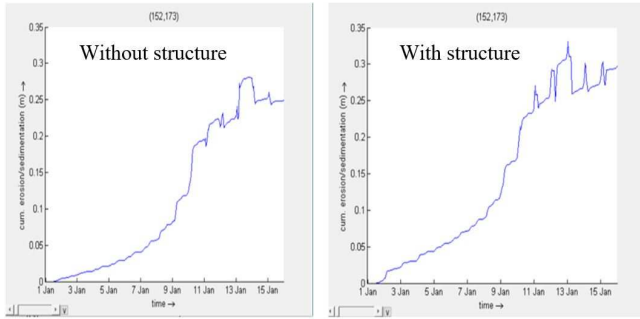 (152,173)
Without structure
cum. erosion/sedimentation (m) →
0.35
0.3
0.25
0.2
0.15
0.1
0.05
0
1 Jan 3 Jan 5 Jan 7 Jan 9 Jan 11 Jan 13 Jan 15 Jan
time →
v
(152,173)
With structure
cum. erosion/sedimentation (m) →
0.35
0.3
0.25
0.2
0.15
0.1
0.05
0
1 Jan 3 Jan 5 Jan 7 Jan 9 Jan 11 Jan 13 Jan 15 Jan
time →
v